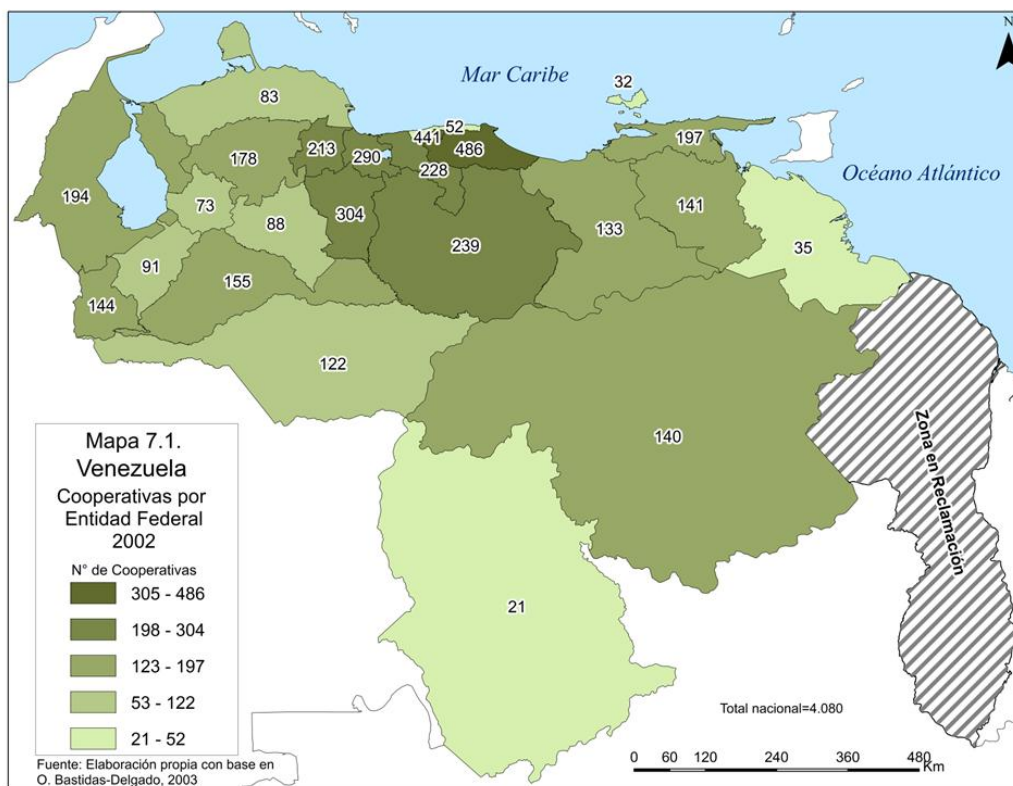 N
Mar Caribe
32
83
52
441
486
197
213
290
178
228
Océano Atlántico
194
73
88
304
239
133
141
35
91
155
144
122
140
21
Zona en Reclamación
Mapa 7.1.
Venezuela
Cooperativas por
Entidad Federal
2002
N° de Cooperativas
305 - 486
198 - 304
123 - 197
53 - 122
21 - 52
Fuente: Elaboración propia con base en
O. Bastidas-Delgado, 2003
Total nacional=4.080
0 60 120 240 360 480
Km